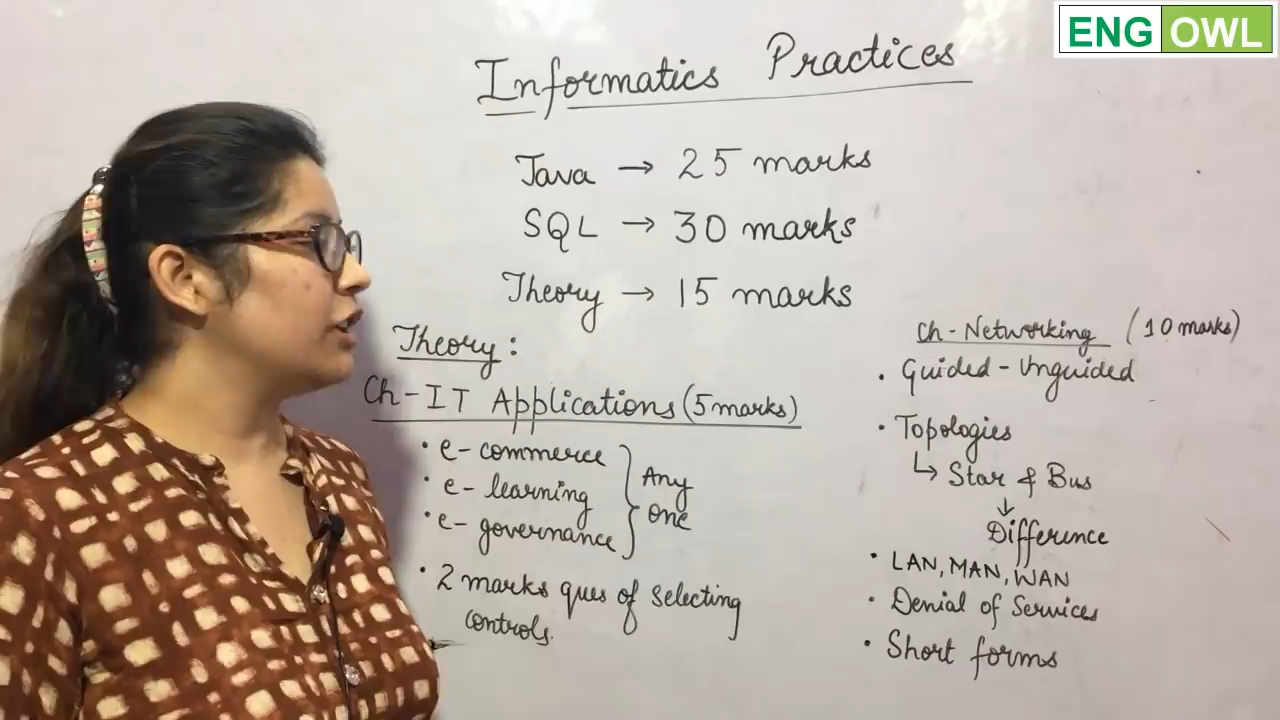 ENG OWL
Informatics Practices
Java → 25 marks
SQL → 30 marks
Theory → 15 marks
Theory:
Ch-IT Applications (5 marks)
• e-commerce
• e-learning
• e-governance
Any
One
• 2 marks ques of selecting
controls.
Ch-Networking (10 marks)
• Guided-Unguided
• Topologies
↳ Star & Bus
↓
Difference
• LAN, MAN, WAN
• Denial of Services
• Short forms